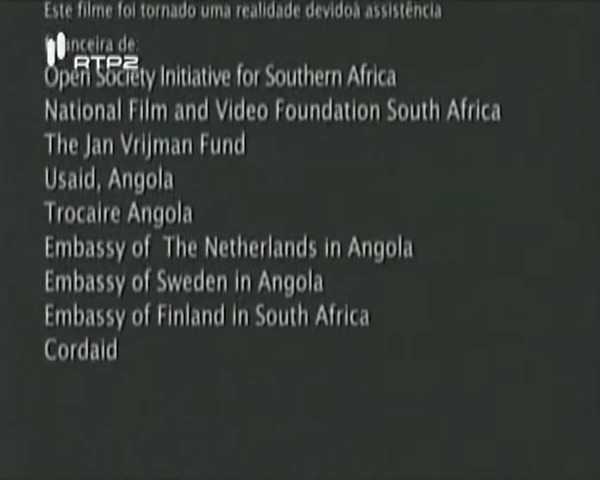 Este filme foi tornado uma realidade devidoà assistência
nceira de:
RTP2
Open Society Initiative for Southern Africa
National Film and Video Foundation South Africa
The Jan Vrijman Fund
Usaid, Angola
Trocaire Angola
Embassy of The Netherlands in Angola
Embassy of Sweden in Angola
Embassy of Finland in South Africa
Cordaid